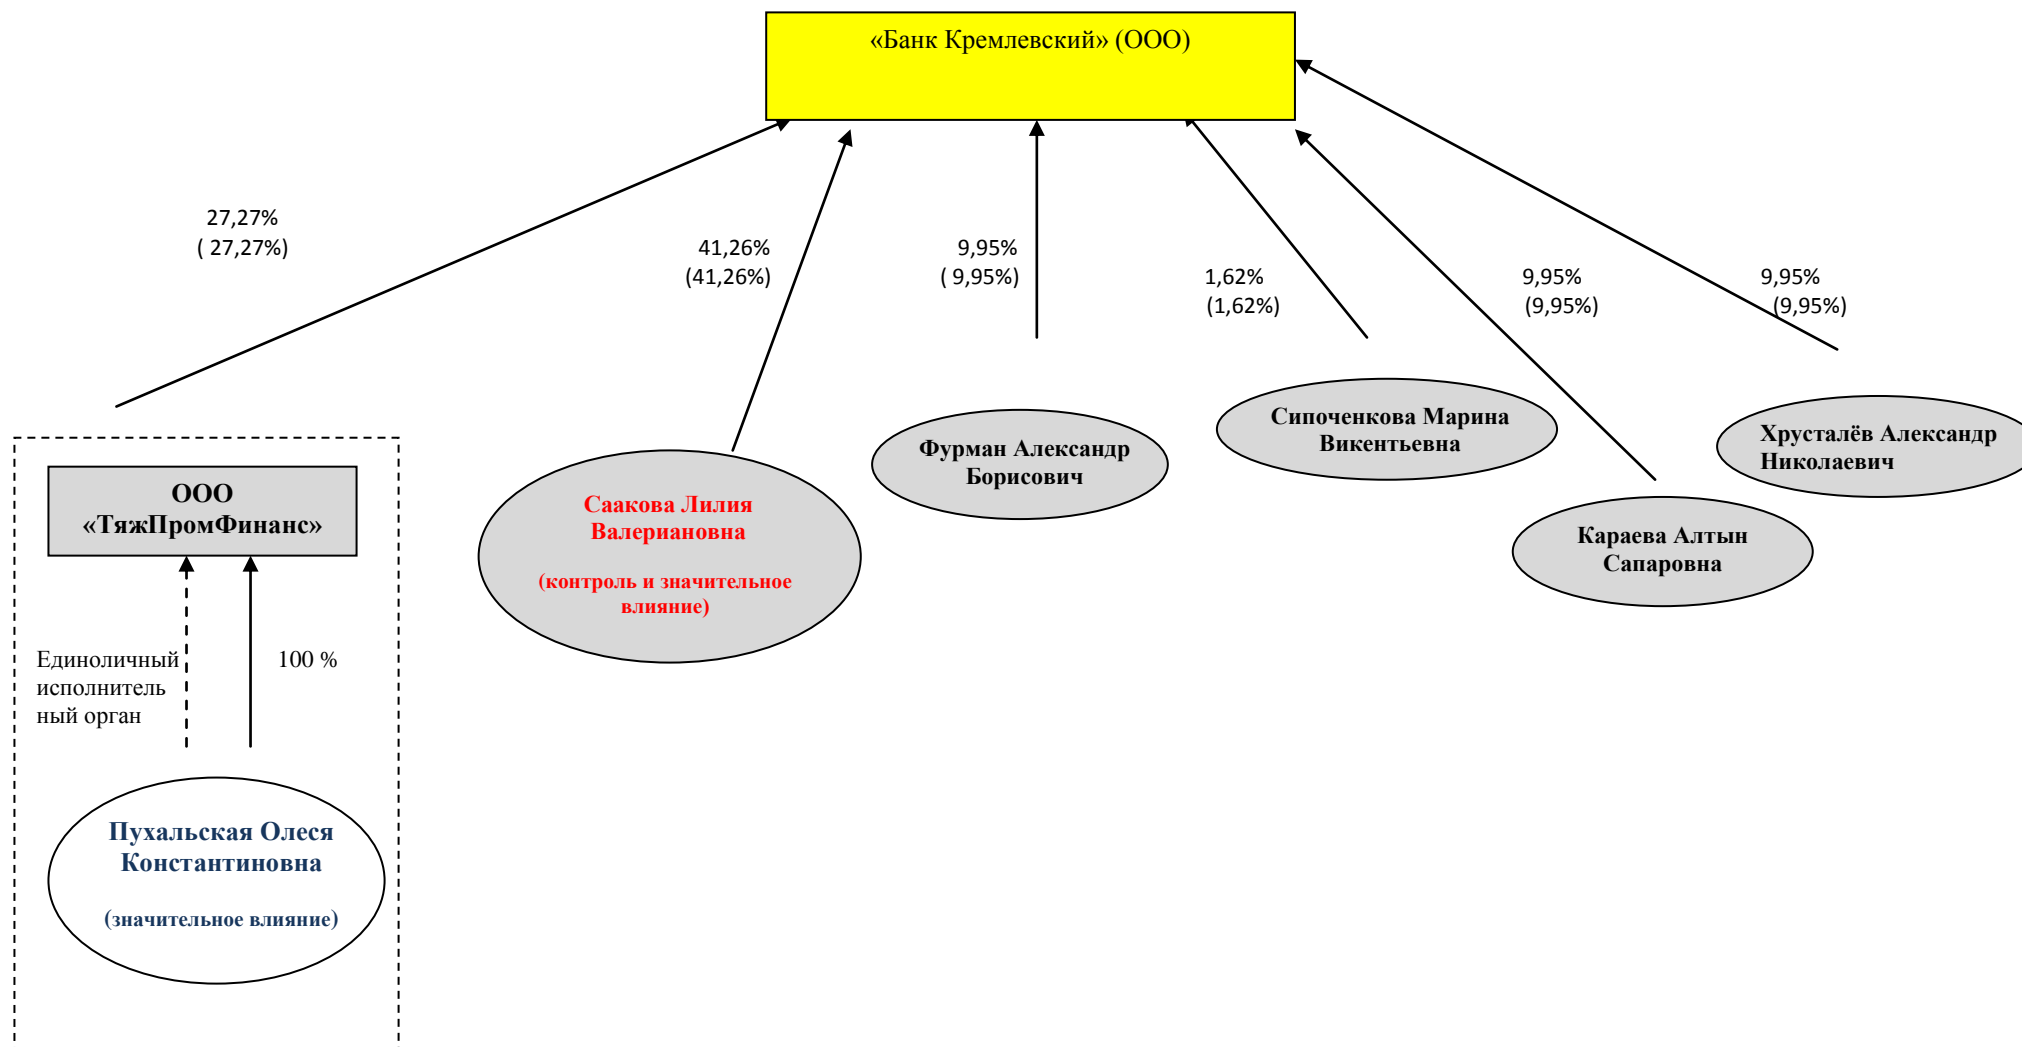 «Банк Кремлевский» (ООО)
27,27%
( 27,27%)
41,26%
(41,26%)
9,95%
( 9,95%)
1,62%
(1,62%)
9,95%
(9,95%)
9,95%
(9,95%)
ООО
«ТяжПромФинанс»
Саакова Лилия
Валериановна
(контроль и значительное
влияние)
Фурман Александр
Борисович
Сипоченкова Марина
Викентьевна
Караева Алтын
Сапаровна
Хрусталёв Александр
Николаевич
Единоличный
исполнитель
ный орган
100 %
Пухальская Олеся
Константиновна
(значительное влияние)